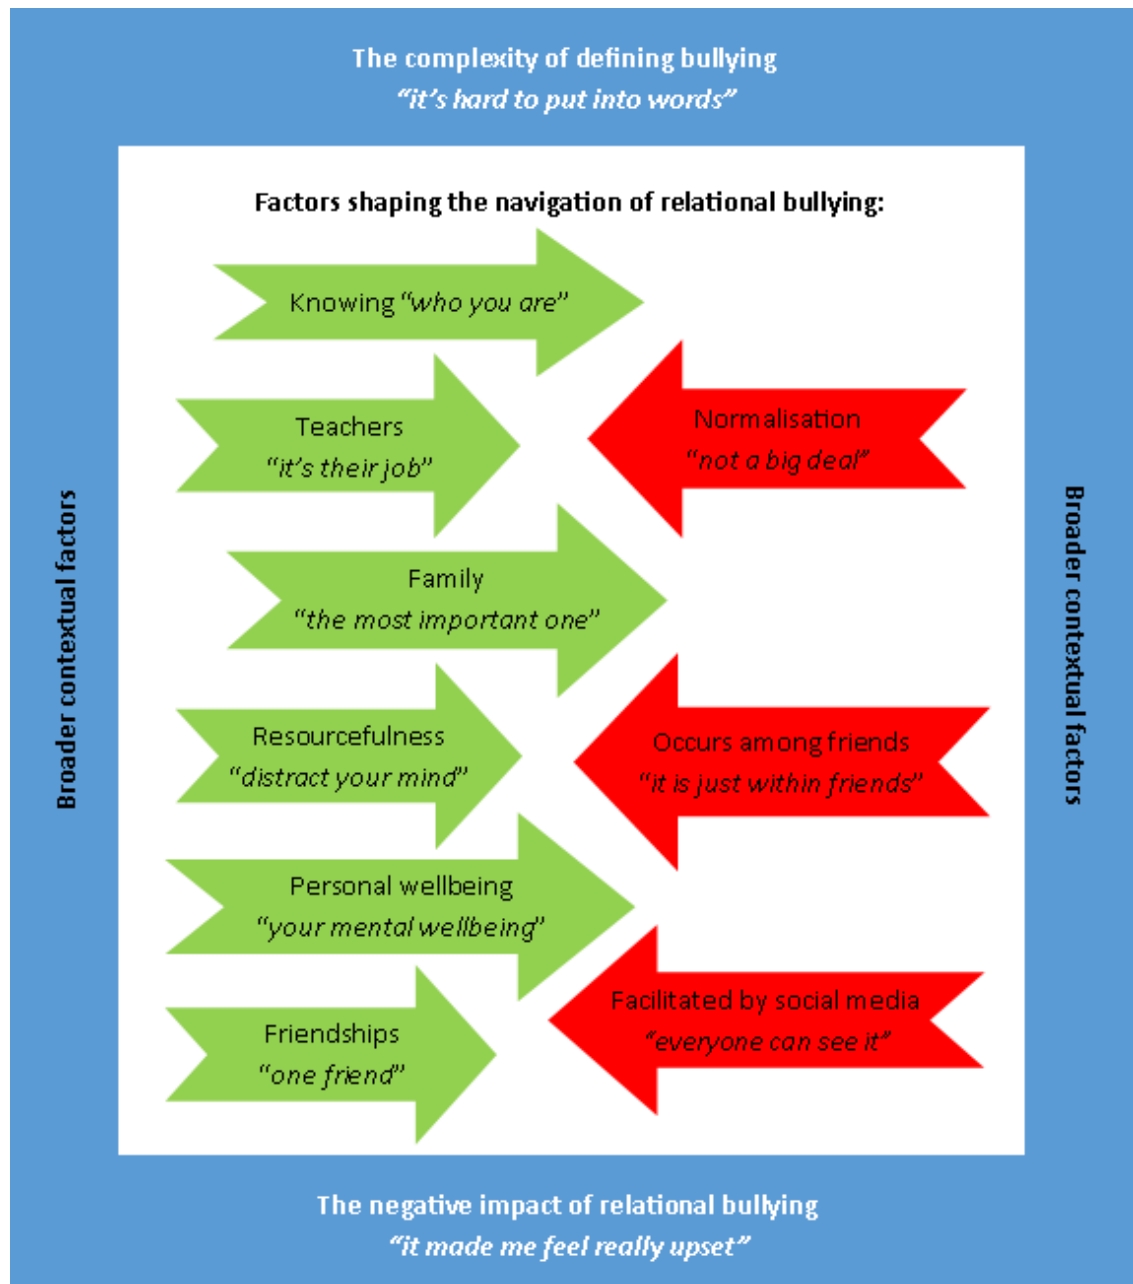 The complexity of defining bullying
“it’s hard to put into words”
Factors shaping the navigation of relational bullying:
Knowing “who you are”
Teachers
“it’s their job”
Normalisation
“not a big deal”
Family
“the most important one”
Resourcefulness
“distract your mind”
Occurs among friends
“it is just within friends”
Personal wellbeing
“your mental wellbeing”
Facilitated by social media
“everyone can see it”
Friendships
“one friend”
Broader contextual factors
Broader contextual factors
The negative impact of relational bullying
“it made me feel really upset”